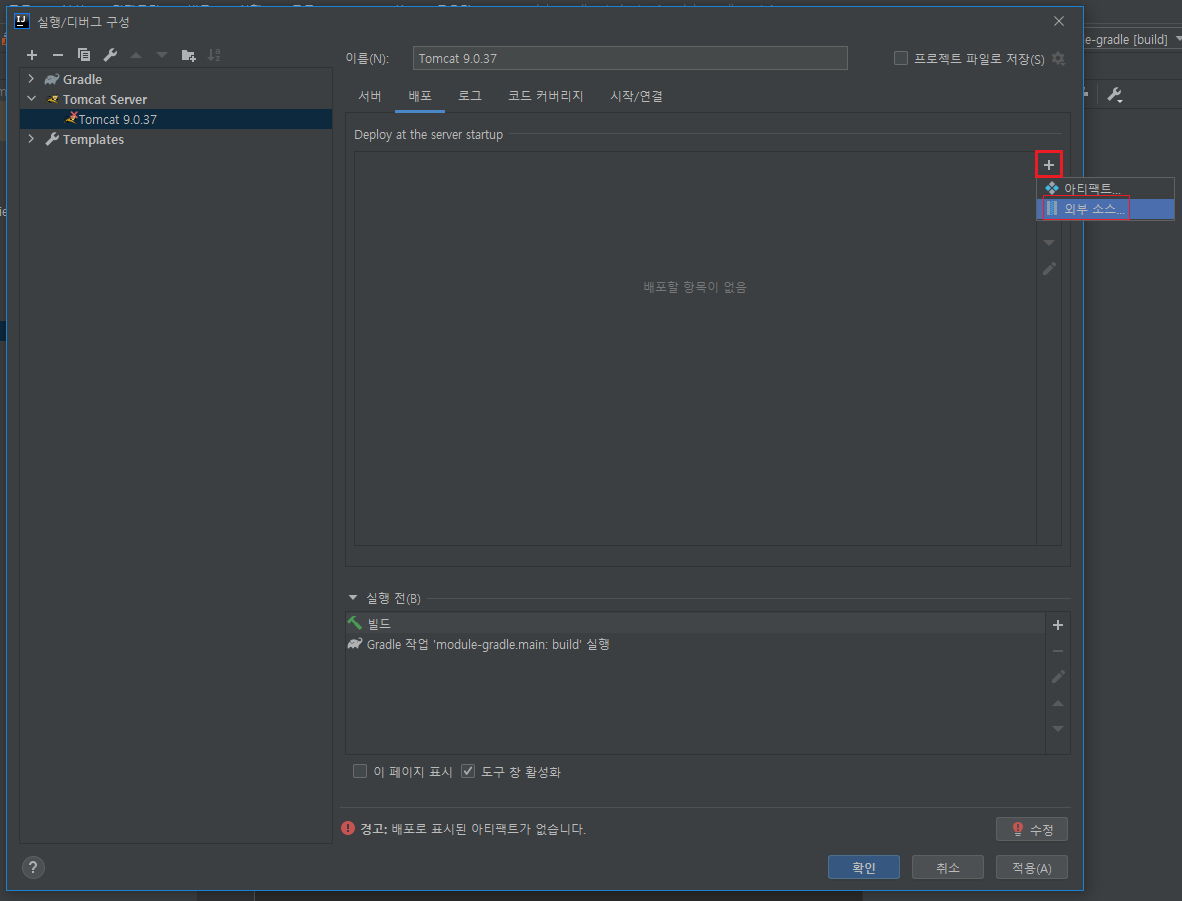 실행/디버그 구성
e-gradle [build]
이름(N): Tomcat 9.0.37 프로젝트 파일로 저장(S)
Gradle
Tomcat Server
Tomcat 9.0.37
Templates
서버 배포 로그 코드 커버리지 시작/연결
Deploy at the server startup
아티팩트...
외부 소스...
배포할 항목이 없음
실행 전(B)
빌드
Gradle 작업 'module-gradle.main: build' 실행
이 페이지 표시 도구 창 활성화
경고: 배포로 표시된 아티팩트가 없습니다.
수정
? 확인 취소 적용(A)